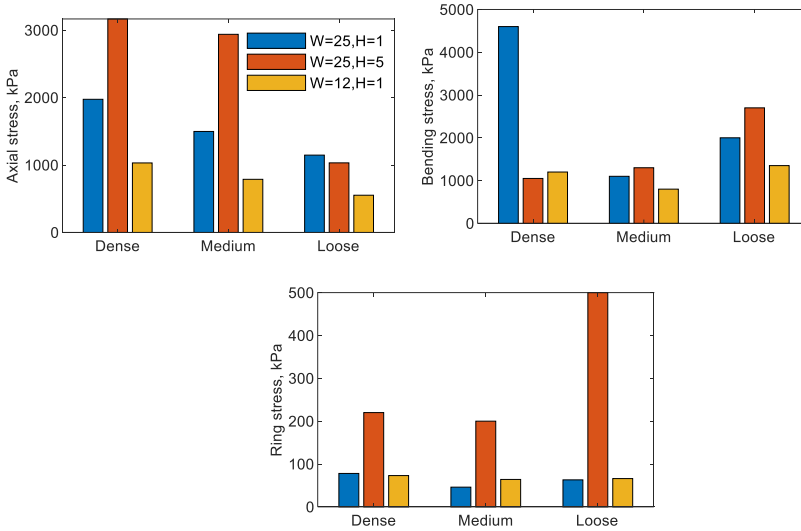 Axial stress, kPa
3000
2000
1000
0
Dense Medium Loose
W=25,H=1
W=25,H=5
W=12,H=1
Bending stress, kPa
5000
4000
3000
2000
1000
0
Dense Medium Loose
Ring stress, kPa
500
400
300
200
100
0
Dense Medium Loose